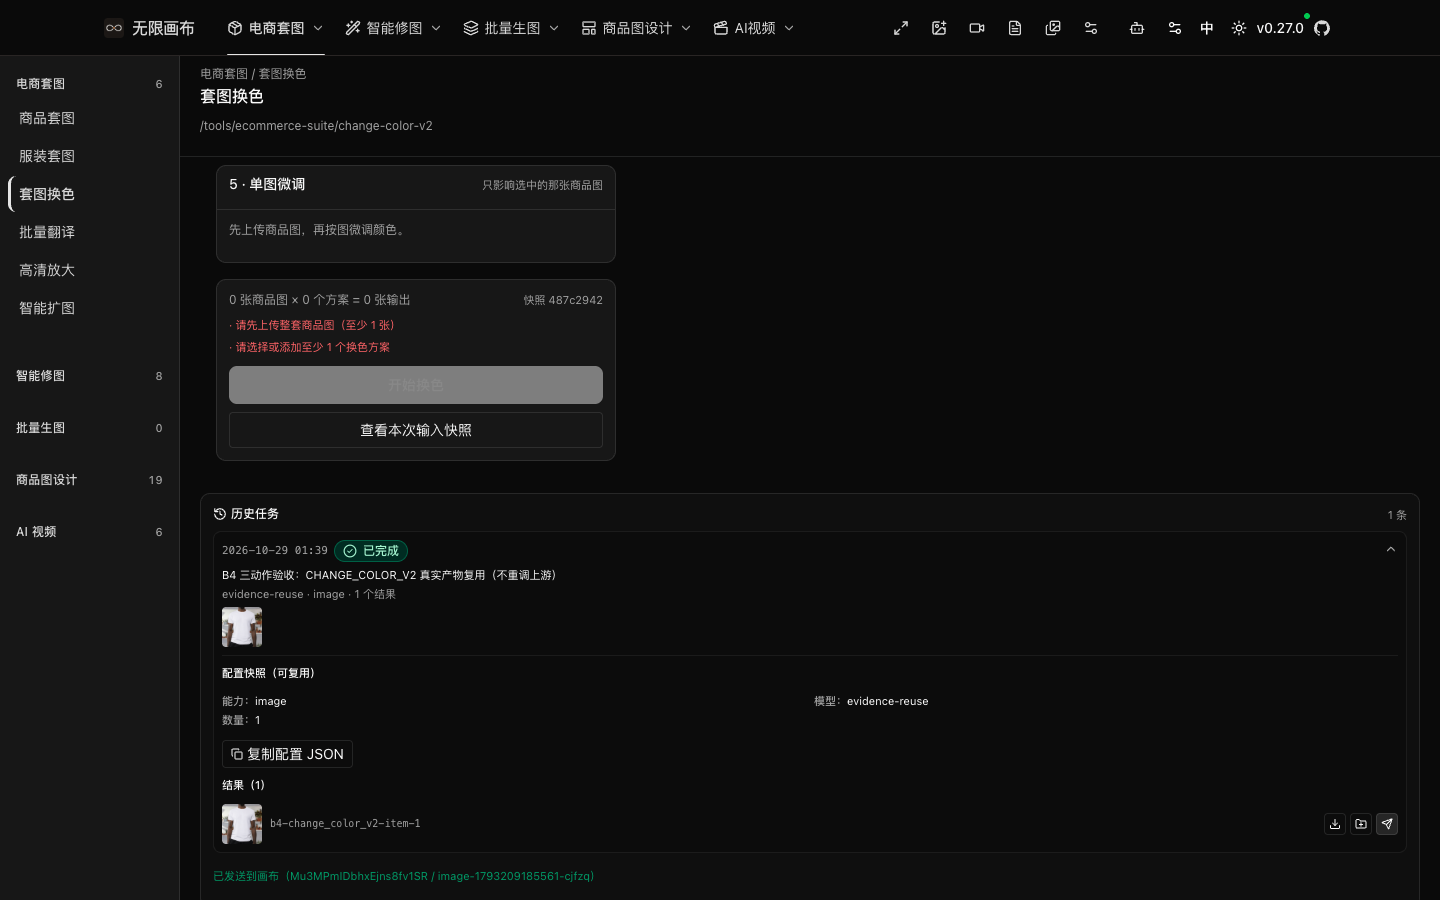 无限画布
电商套图
智能修图
批量生图
商品图设计
AI视频
中
v0.27.0
电商套图 6
商品套图
服装套图
套图换色
批量翻译
高清放大
智能扩图
智能修图 8
批量生图 0
商品图设计 19
AI 视频 6
电商套图 / 套图换色
套图换色
/tools/ecommerce-suite/change-color-v2
5 · 单图微调 只影响选中的那张商品图
先上传商品图，再按图微调颜色。
0 张商品图 × 0 个方案 = 0 张输出 快照 487c2942
· 请先上传整套商品图（至少 1 张）
· 请选择或添加至少 1 个换色方案
开始换色
查看本次输入快照
历史任务 1 条
2026-10-29 01:39 已完成
B4 三动作验收：CHANGE_COLOR_V2 真实产物复用（不重调上游）
evidence-reuse · image · 1 个结果
配置快照（可复用）
能力：image 模型：evidence-reuse
数量：1
复制配置 JSON
结果（1）
b4-change_color_v2-item-1
已发送到画布（Mu3MPmIDbhxEjns8fv1SR / image-1793209185561-cjfzq）